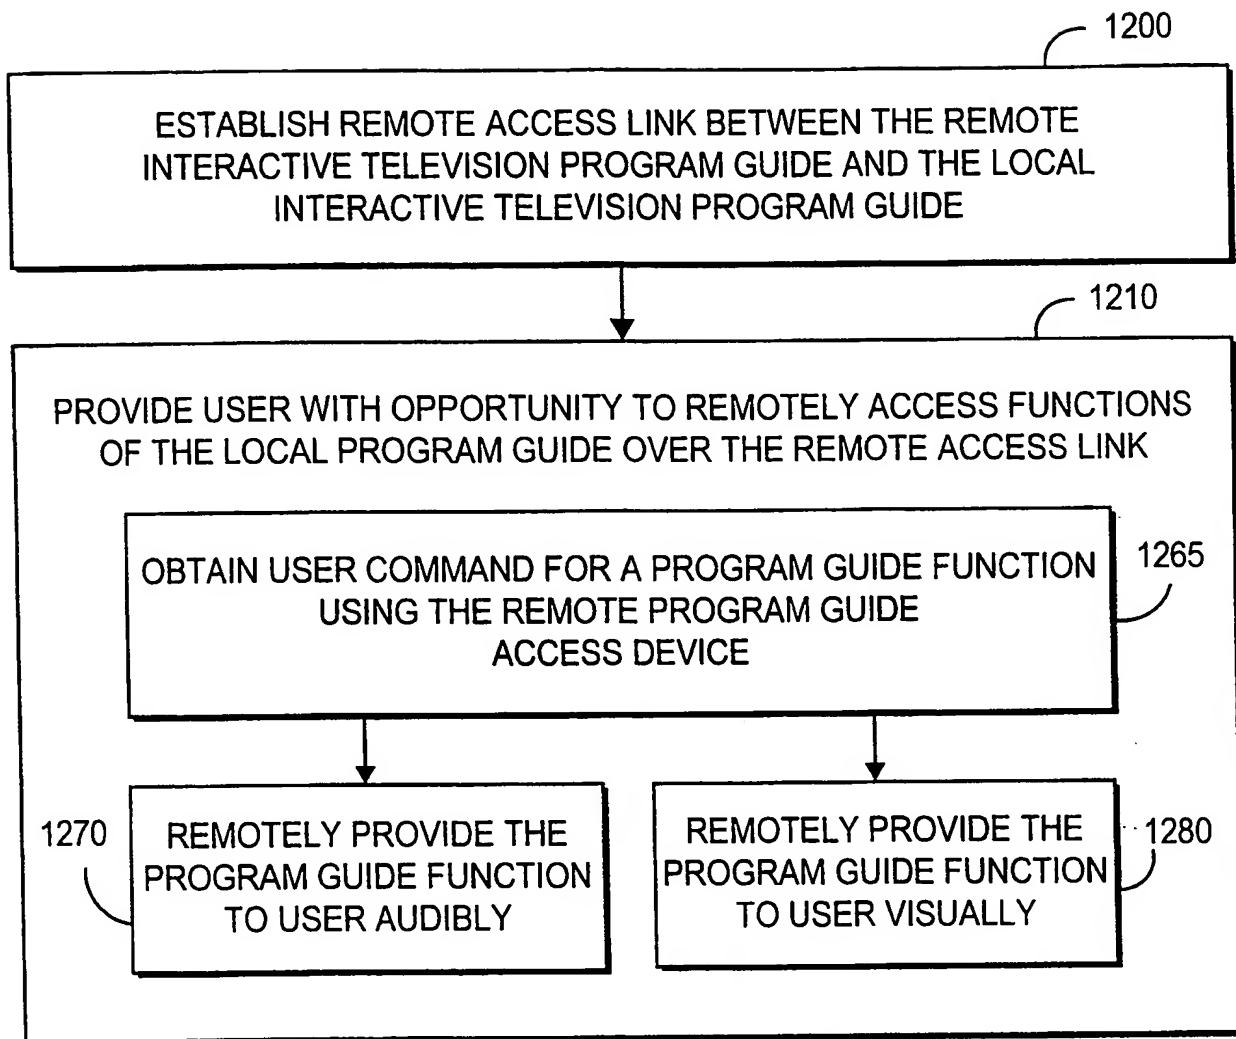 1200
ESTABLISH REMOTE ACCESS LINK BETWEEN THE REMOTE
INTERACTIVE TELEVISION PROGRAM GUIDE AND THE LOCAL
INTERACTIVE TELEVISION PROGRAM GUIDE
1210
PROVIDE USER WITH OPPORTUNITY TO REMOTELY ACCESS FUNCTIONS
OF THE LOCAL PROGRAM GUIDE OVER THE REMOTE ACCESS LINK
OBTAIN USER COMMAND FOR A PROGRAM GUIDE FUNCTION
USING THE REMOTE PROGRAM GUIDE
ACCESS DEVICE
1265
1270
REMOTELY PROVIDE THE
PROGRAM GUIDE FUNCTION
TO USER AUDIBLY
REMOTELY PROVIDE THE
PROGRAM GUIDE FUNCTION
TO USER VISUALLY
1280